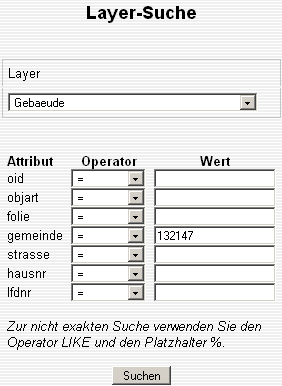 Layer-Suche
Layer
Gebaeude
Attribut Operator Wert
oid =
objart =
folie =
gemeinde = 132147
strasse =
hausnr =
lfdnr =
Zur nicht exakten Suche verwenden Sie den
Operator LIKE und den Platzhalter %.
Suchen